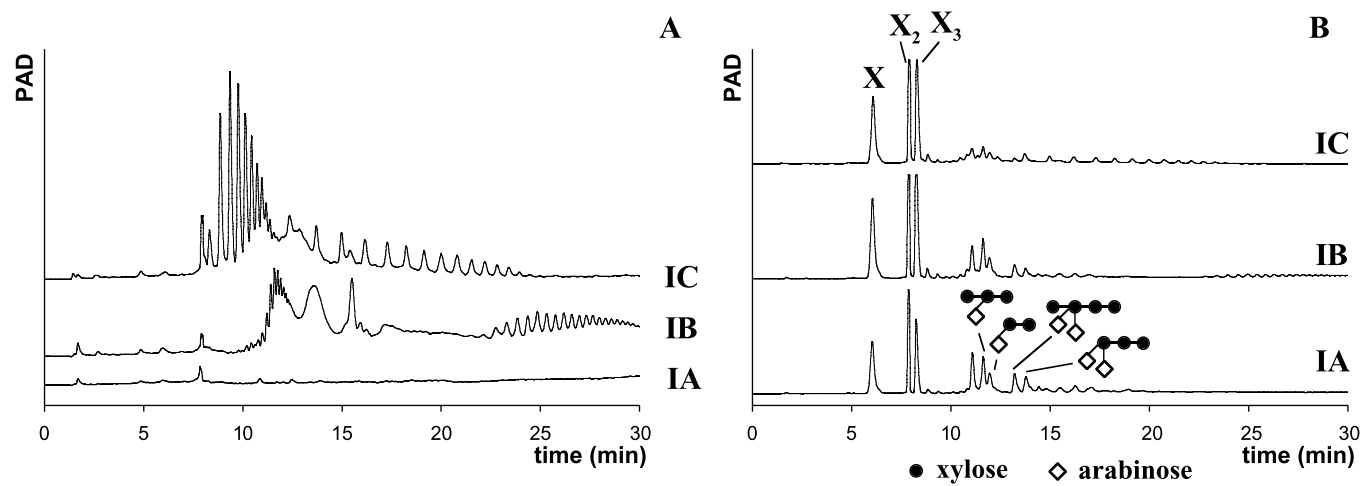 A
PAD
IC
IB
IA
0 5 10 15 20 25 30
time (min)
B
PAD
X
X₂
X₃
IC
IB
IA
0 5 10 15 20 25 30
time (min)
xylose arabinose